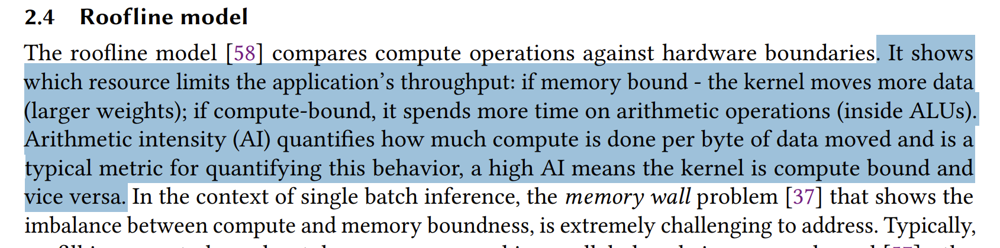 2.4 Roofline model
The roofline model [58] compares compute operations against hardware boundaries. It shows
which resource limits the application’s throughput: if memory bound - the kernel moves more data
(larger weights); if compute-bound, it spends more time on arithmetic operations (inside ALUs).
Arithmetic intensity (AI) quantifies how much compute is done per byte of data moved and is a
typical metric for quantifying this behavior, a high AI means the kernel is compute bound and
vice versa. In the context of single batch inference, the memory wall problem [37] that shows the
imbalance between compute and memory boundness, is extremely challenging to address. Typically,